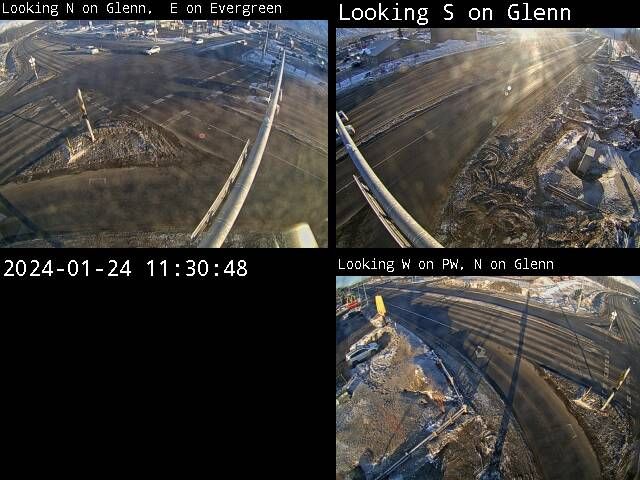 Looking N on Glenn,  E on Evergreen
Looking S on Glenn
2024-01-24 11:30:48
Looking W on PW, N on Glenn